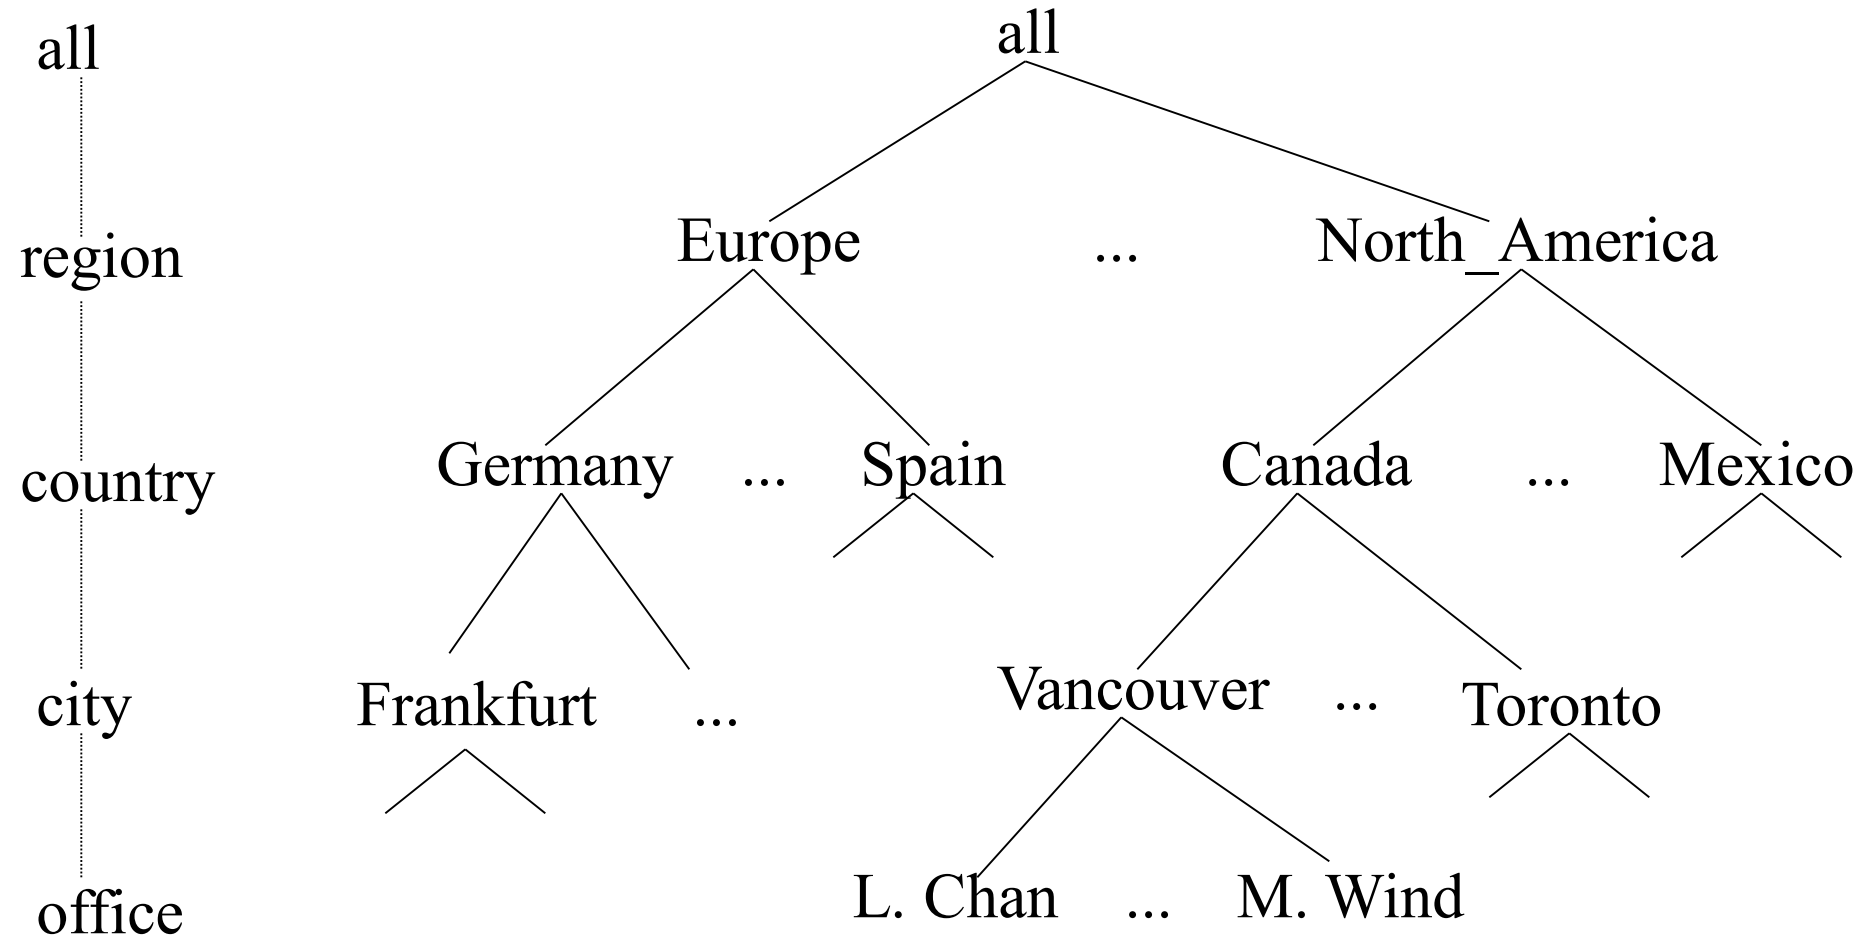 all all
region Europe ... North_America
country Germany ... Spain Canada ... Mexico
city Frankfurt ... Vancouver ... Toronto
office L. Chan ... M. Wind